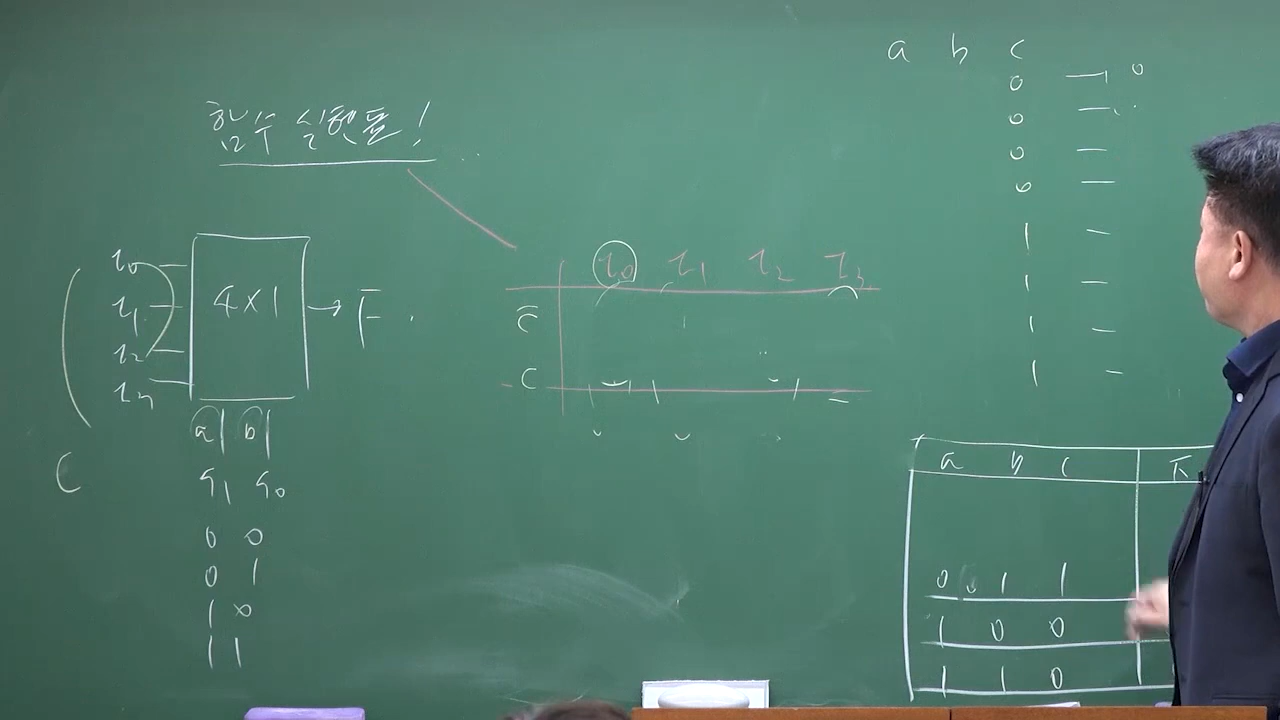 함수 실현표!
I0
I1
I2
I3
4X1
F
a b
S1 S0
0 0
0 1
1 0
1 1
C
I0 I1 I2 I3
C̅
C
a b c
0 0
0
0
0
1
1
1
1
a b c F
0 1 1
1 0 0
1 1 0